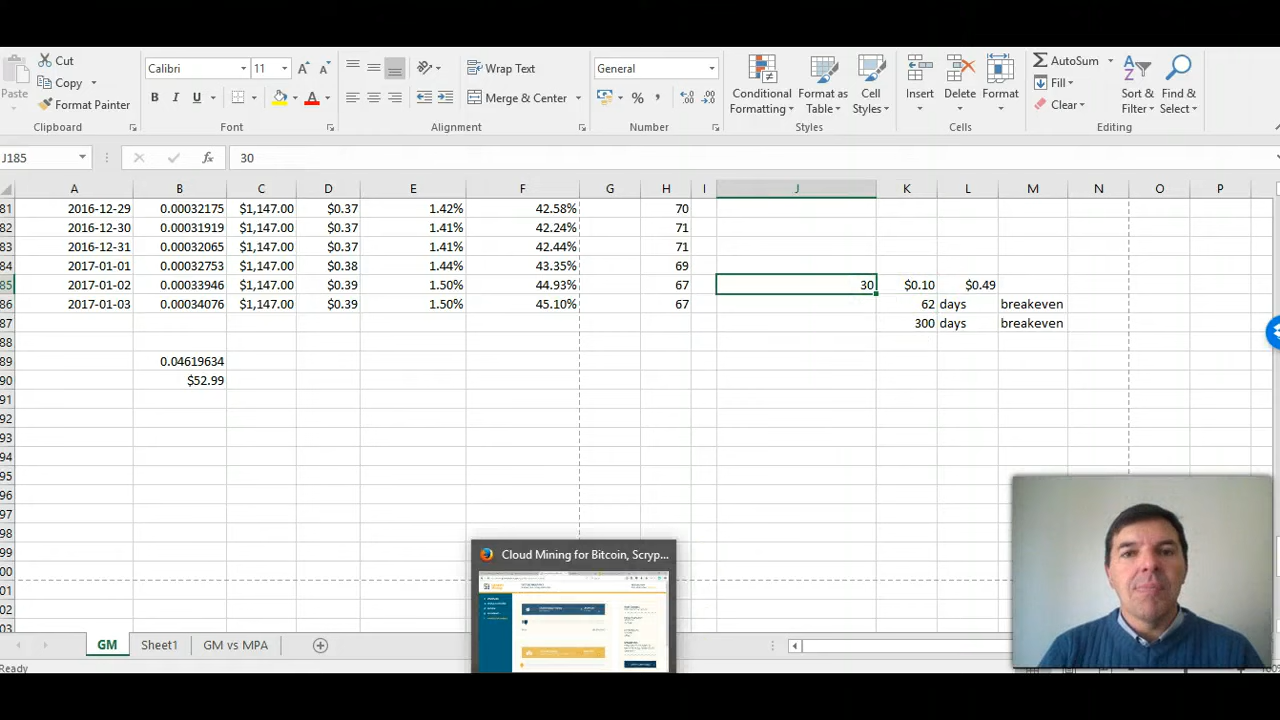 Cut
Copy
Paste
Format Painter
Clipboard
Calibri
11
A A
B I U
A
Font
Wrap Text
Merge & Center
Alignment
General
%
Number
Conditional
Formatting
Format as
Table
Cell
Styles
Styles
Insert
Delete
Format
Cells
AutoSum
Fill
Clear
Sort &
Filter
Find &
Select
Editing
J185
fx
30
A B C D E F G H I J K L M N O P
81 2016-12-29 0.00032175 $1,147.00 $0.37 1.42% 42.58% 70
82 2016-12-30 0.00031919 $1,147.00 $0.37 1.41% 42.24% 71
83 2016-12-31 0.00032065 $1,147.00 $0.37 1.41% 42.44% 71
84 2017-01-01 0.00032753 $1,147.00 $0.38 1.44% 43.35% 69
85 2017-01-02 0.00033946 $1,147.00 $0.39 1.50% 44.93% 67 30 $0.10 $0.49
86 2017-01-03 0.00034076 $1,147.00 $0.39 1.50% 45.10% 67 62 days breakeven
87 300 days breakeven
88
89 0.04619634
90 $52.99
91
92
93
94
95
96
97
98
99
00
01
02
03
Cloud Mining for Bitcoin, Scryp...
GM
Sheet1
GM vs MPA
Ready